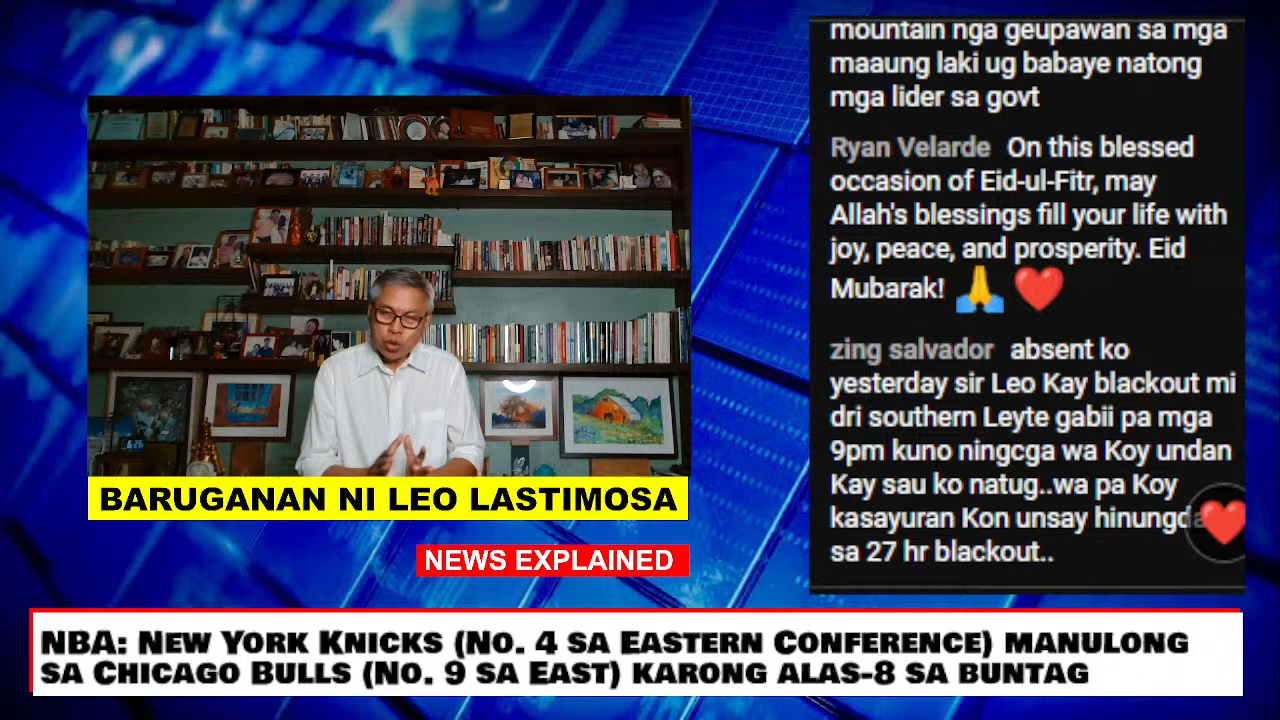 mountain nga geupawan sa mga
maaung laki ug babaye natong
mga lider sa govt
Ryan Velarde On this blessed
occasion of Eid-ul-Fitr, may
Allah's blessings fill your life with
joy, peace, and prosperity. Eid
Mubarak! 🙏 ❤️
zing salvador absent ko
yesterday sir Leo Kay blackout mi
dri southern Leyte gabii pa mga
9pm kuno ningcga wa Koy undan
Kay sau ko natug..wa pa Koy
kasayuran Kon unsay
sa 27 hr blackout..
6:26
BARUGANAN NI LEO LASTIMOSA
NEWS EXPLAINED
NBA: NEW YORK KNICKS (NO. 4 SA EASTERN CONFERENCE) MANULONG
SA CHICAGO BULLS (NO. 9 SA EAST) KARONG ALAS-8 SA BUNTAG